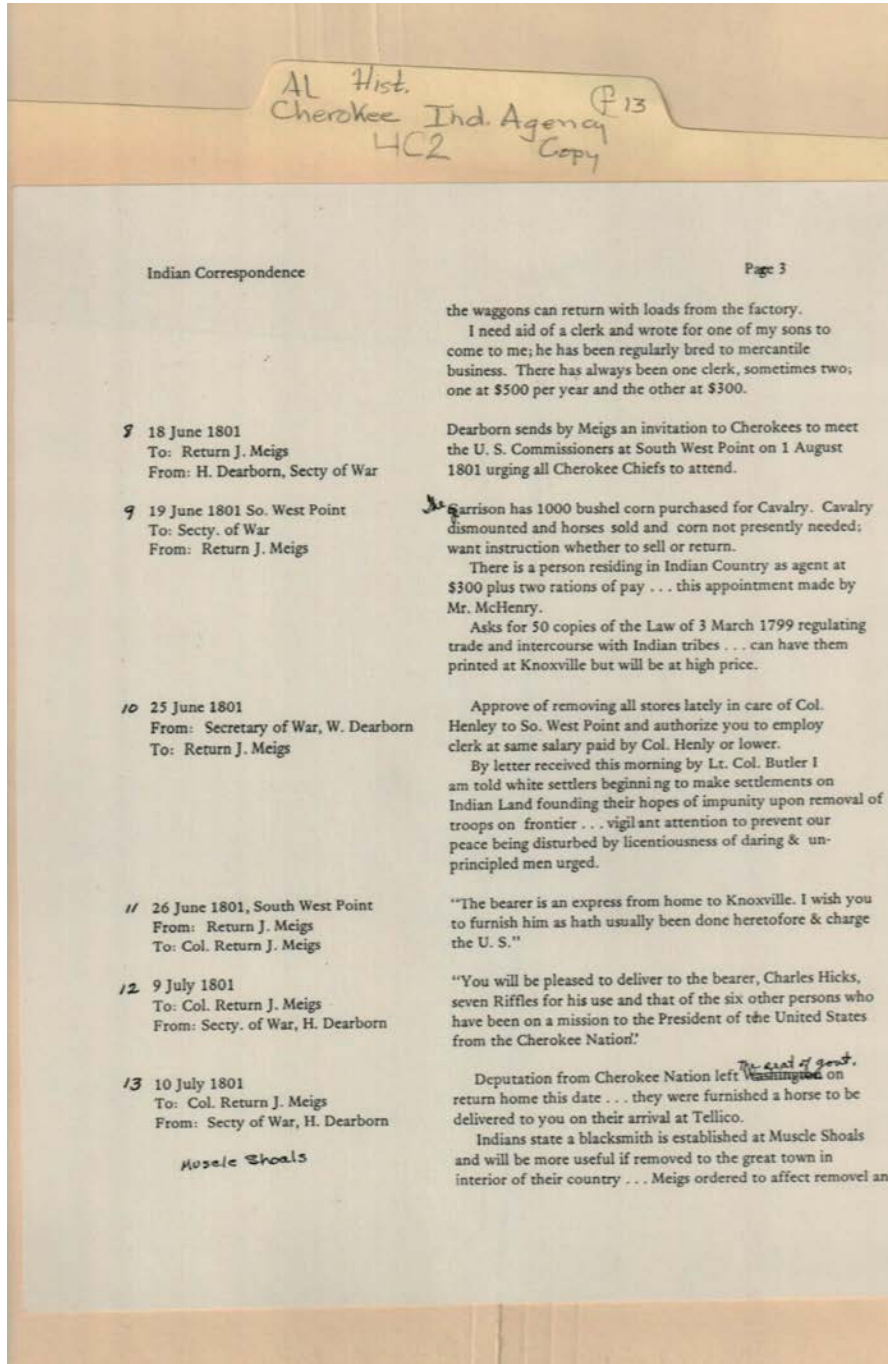 AL Hist.
Cherokee Ind. Agency P 13
4C2 Copy
Indian Correspondence
Page 3
the waggons can return with loads from the factory.
I need aid of a clerk and wrote for one of my sons to
come to me; he has been regularly bred to mercantile
business. There has always been one clerk, sometimes two;
one at $500 per year and the other at $300.
8 18 June 1801
To: Return J. Meigs
From: H. Dearborn, Secty of War
Dearborn sends by Meigs an invitation to Cherokees to meet
the U. S. Commissioners at South West Point on 1 August
1801 urging all Cherokee Chiefs to attend.
9 19 June 1801 So. West Point
To: Secty. of War
From: Return J. Meigs
The garrison has 1000 bushel corn purchased for Cavalry. Cavalry
dismounted and horses sold and corn not presently needed;
want instruction whether to sell or return.
There is a person residing in Indian Country as agent at
$300 plus two rations of pay . . . this appointment made by
Mr. McHenry.
Asks for 50 copies of the Law of 3 March 1799 regulating
trade and intercourse with Indian tribes . . . can have them
printed at Knoxville but will be at high price.
10 25 June 1801
From: Secretary of War, W. Dearborn
To: Return J. Meigs
Approve of removing all stores lately in care of Col.
Henley to So. West Point and authorize you to employ
clerk at same salary paid by Col. Henly or lower.
By letter received this morning by Lt. Col. Butler I
am told white settlers beginning to make settlements on
Indian Land founding their hopes of impunity upon removal of
troops on frontier . . . vigilant attention to prevent our
peace being disturbed by licentiousness of daring & un-
principled men urged.
11 26 June 1801, South West Point
From: Return J. Meigs
To: Col. Return J. Meigs
"The bearer is an express from home to Knoxville. I wish you
to furnish him as hath usually been done heretofore & charge
the U. S."
12 9 July 1801
To: Col. Return J. Meigs
From: Secty. of War, H. Dearborn
"You will be pleased to deliver to the bearer, Charles Hicks,
seven Riffles for his use and that of the six other persons who
have been on a mission to the President of the United States
from the Cherokee Nation."
13 10 July 1801
To: Col. Return J. Meigs
From: Secty of War, H. Dearborn
Muscle Shoals
the seat of govt.
Deputation from Cherokee Nation left Washington on
return home this date . . . they were furnished a horse to be
delivered to you on their arrival at Tellico.
Indians state a blacksmith is established at Muscle Shoals
and will be more useful if removed to the great town in
interior of their country . . . Meigs ordered to affect removel an